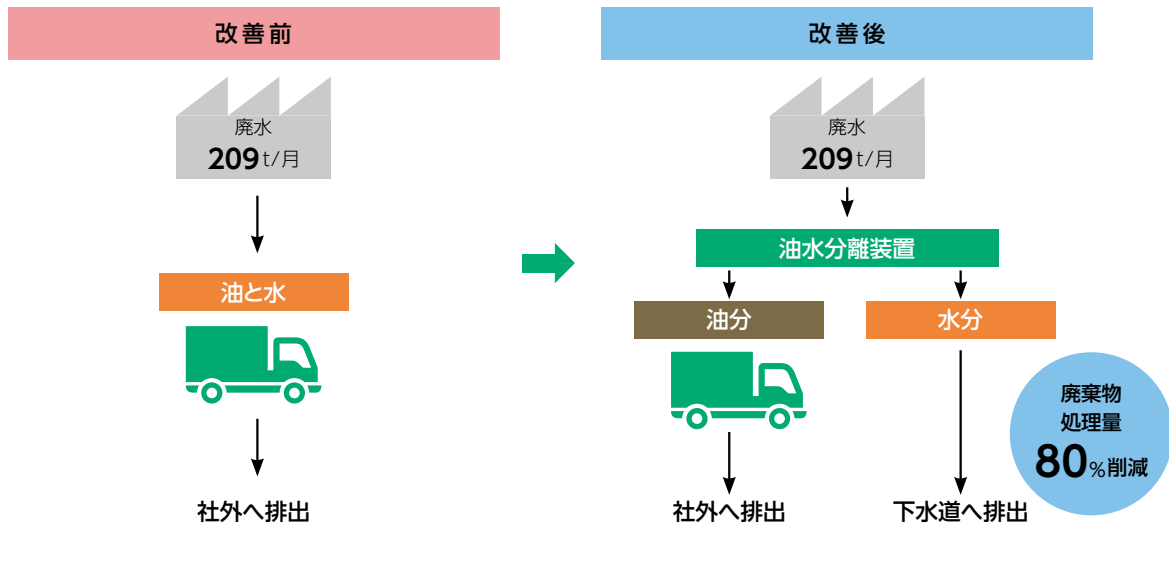 改善前
廃水
209t/月
油と水
社外へ排出
改善後
廃水
209t/月
油水分離装置
油分
水分
社外へ排出
下水道へ排出
廃棄物
処理量
80%削減